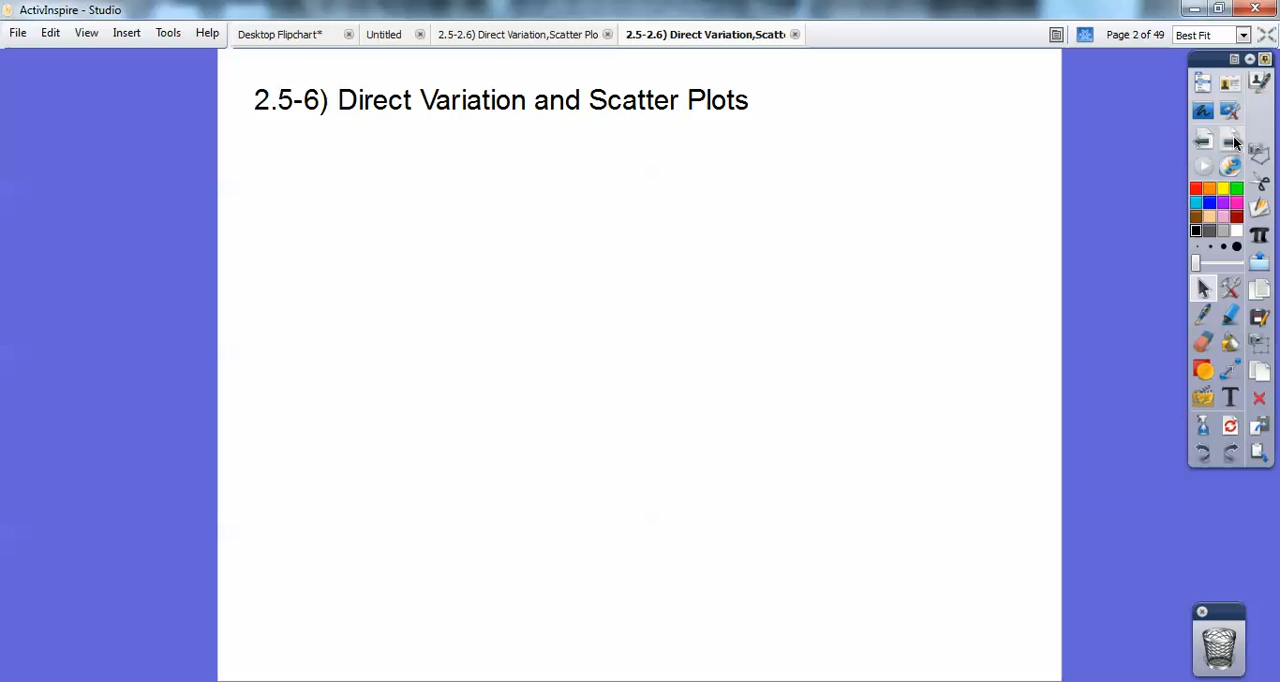 ActivInspire - Studio
File Edit View Insert Tools Help
Desktop Flipchart* Untitled 2.5-2.6) Direct Variation,Scatter Plo 2.5-2.6) Direct Variation,Scatt Page 2 of 49 Best Fit
2.5-6) Direct Variation and Scatter Plots